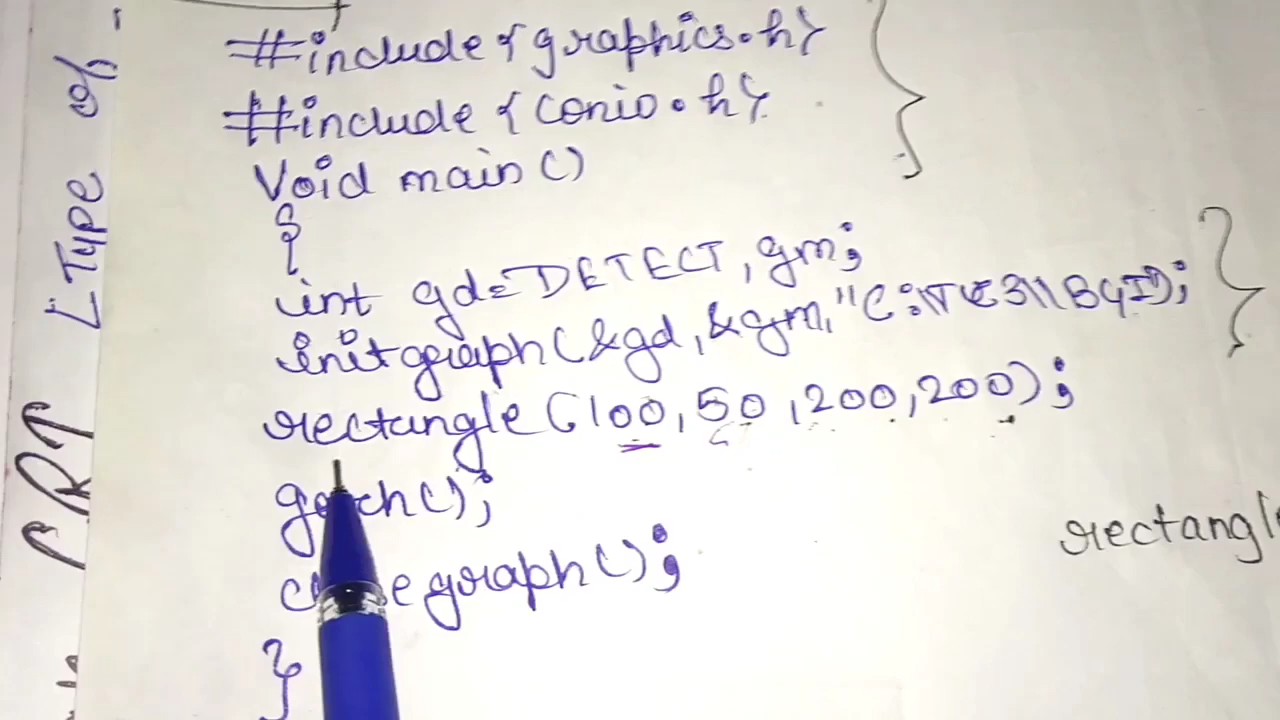 #include {graphics.h}
#include {conio.h}
Void main()
{
int gd=DETECT, gm;
initgraph(&gd, &gm, "C:\\TC3\\BGI");
rectangle(100, 50, 200, 200);
getch();
closegraph();
}
rectangle
CRT [Type of